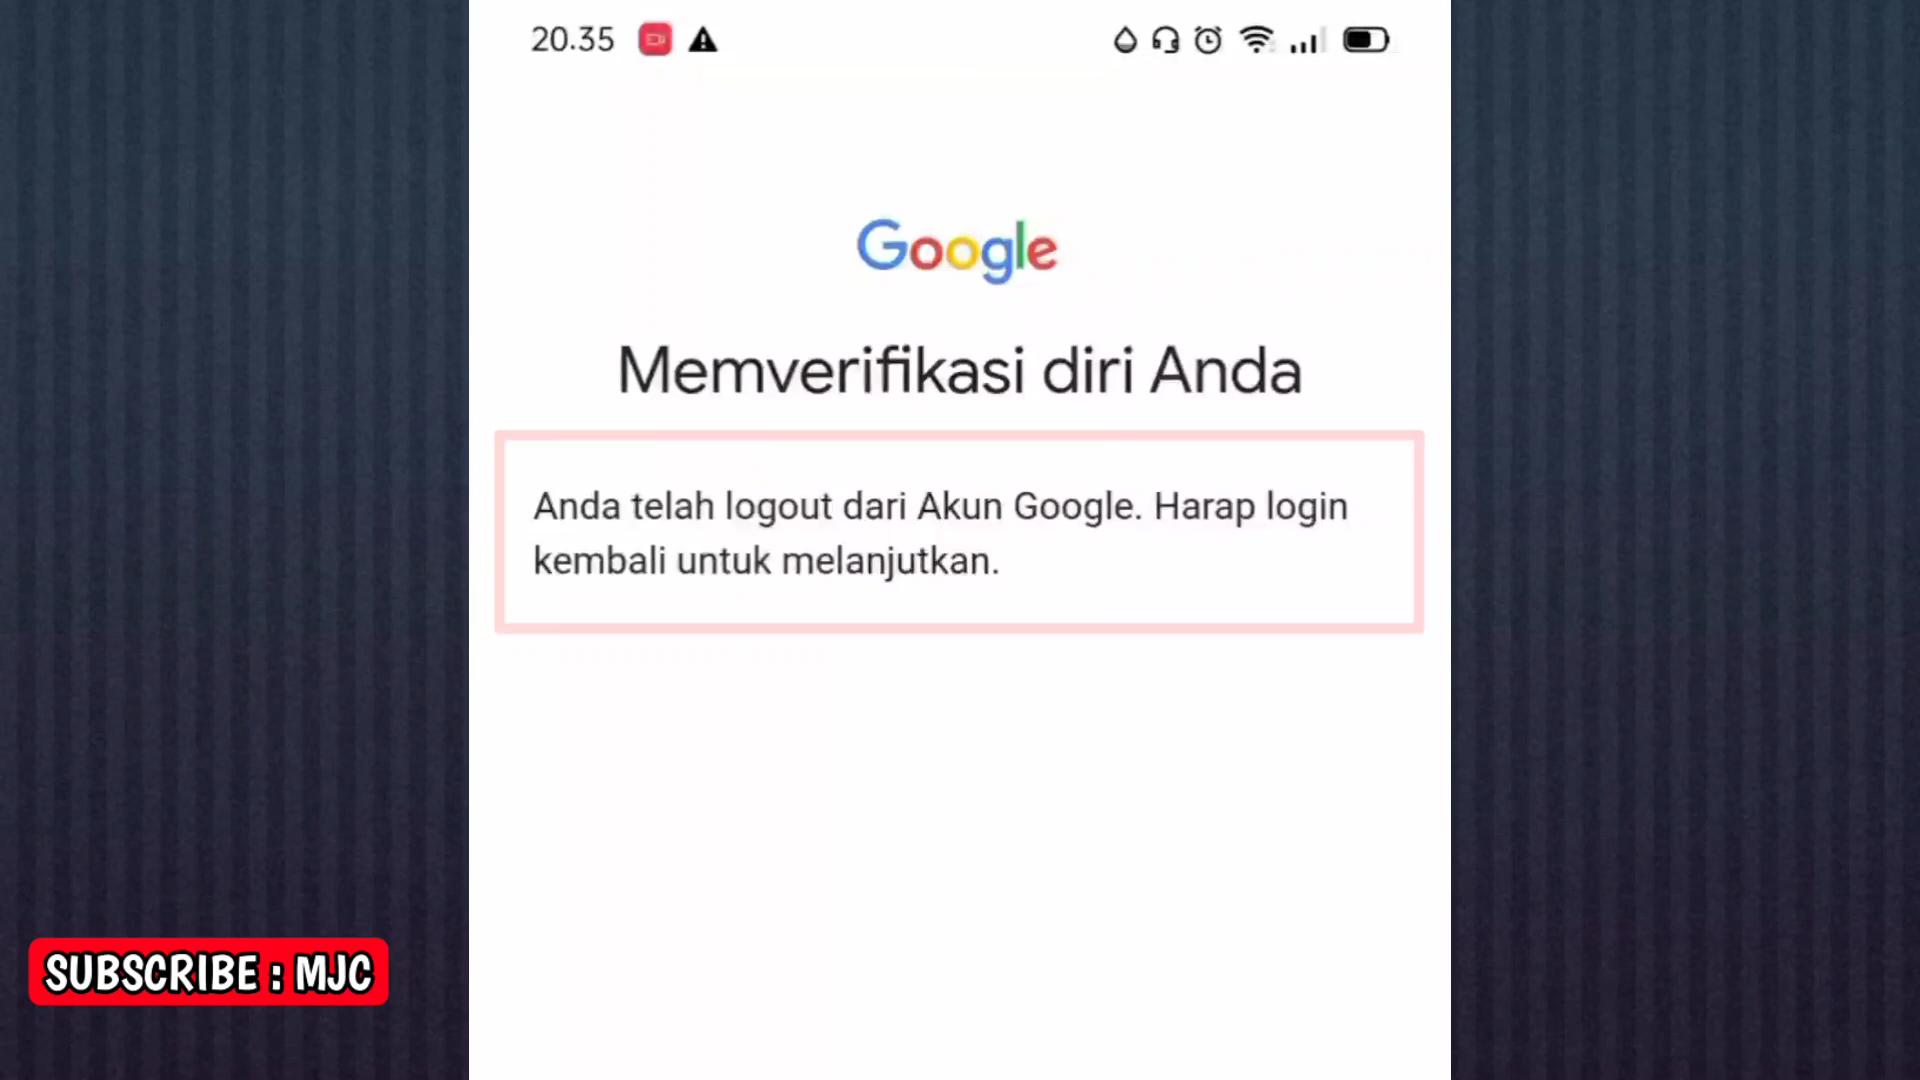 20.35
Google
Memverifikasi diri Anda
Anda telah logout dari Akun Google. Harap login
kembali untuk melanjutkan.
SUBSCRIBE : MJC